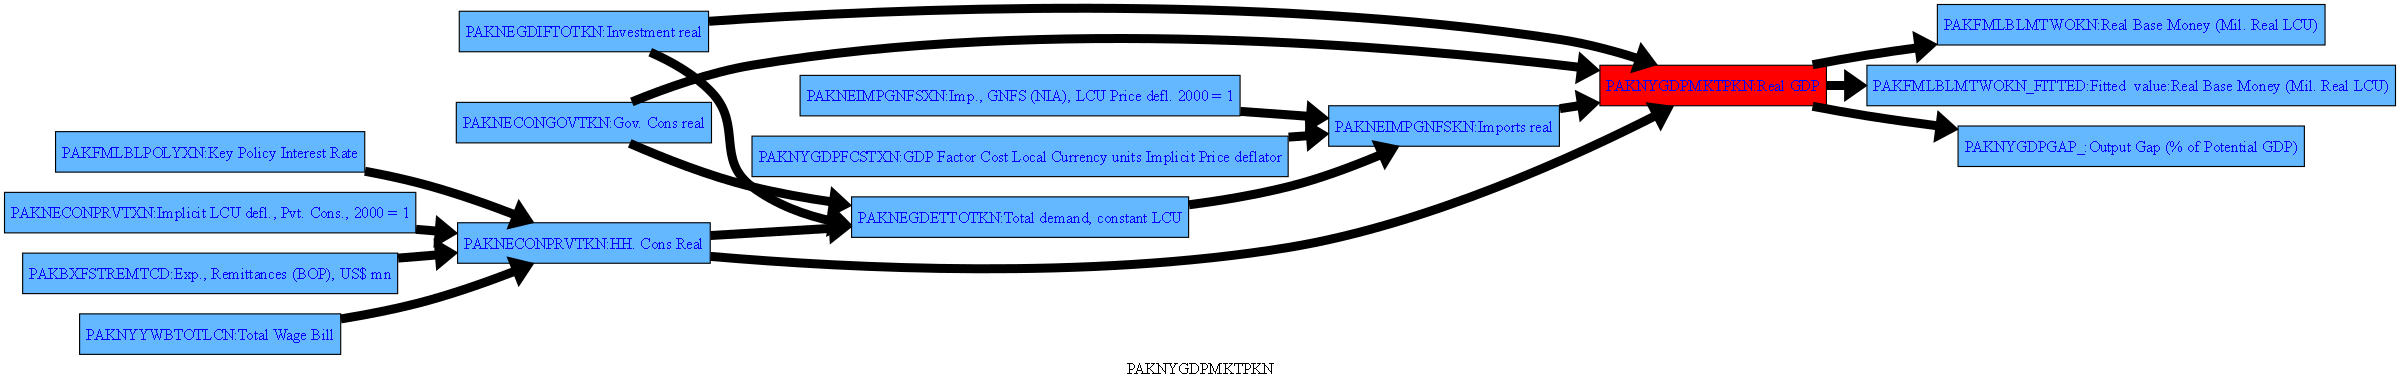 PAKNEGDIFTOTKN:Investment real
PAKNECONGOVTKN:Gov. Cons real
PAKFMLBLPOLYXN:Key Policy Interest Rate
PAKNECONPRVTXN:Implicit LCU defl., Pvt. Cons., 2000 = 1
PAKBXFSTREMTCD:Exp., Remittances (BOP), US$ mn
PAKNYYWBTOTLCN:Total Wage Bill
PAKNECONPRVTKN:HH. Cons Real
PAKNEIMPGNFSXN:Imp., GNFS (NIA), LCU Price defl. 2000 = 1
PAKNYGDPFCSTXN:GDP Factor Cost Local Currency units Implicit Price deflator
PAKNEGDETTOTKN:Total demand, constant LCU
PAKNEIMPGNFSKN:Imports real
PAKNYGDPMKTPKN:Real GDP
PAKFMLBLMTWOKN:Real Base Money (Mil. Real LCU)
PAKFMLBLMTWOKN_FITTED:Fitted  value:Real Base Money (Mil. Real LCU)
PAKNYGDPGAP_:Output Gap (% of Potential GDP)
PAKNYGDPMKTPKN